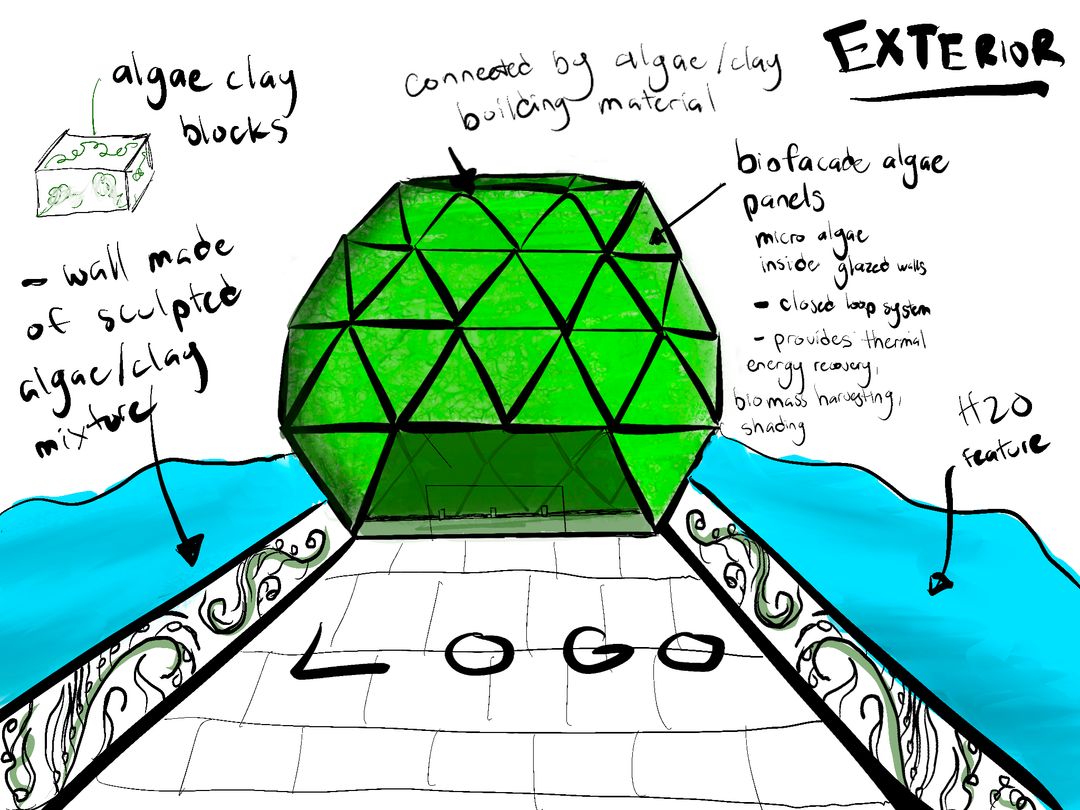 EXTERIOR
algae clay
blocks
connected by algae/clay
building material
biofacade algae
panels
micro algae
inside glazed walls
- closed loop system
- provides thermal
energy recovery,
biomass harvesting,
shading
- wall made
of sculpted
algae/clay
mixture
H2O
feature
LOGO